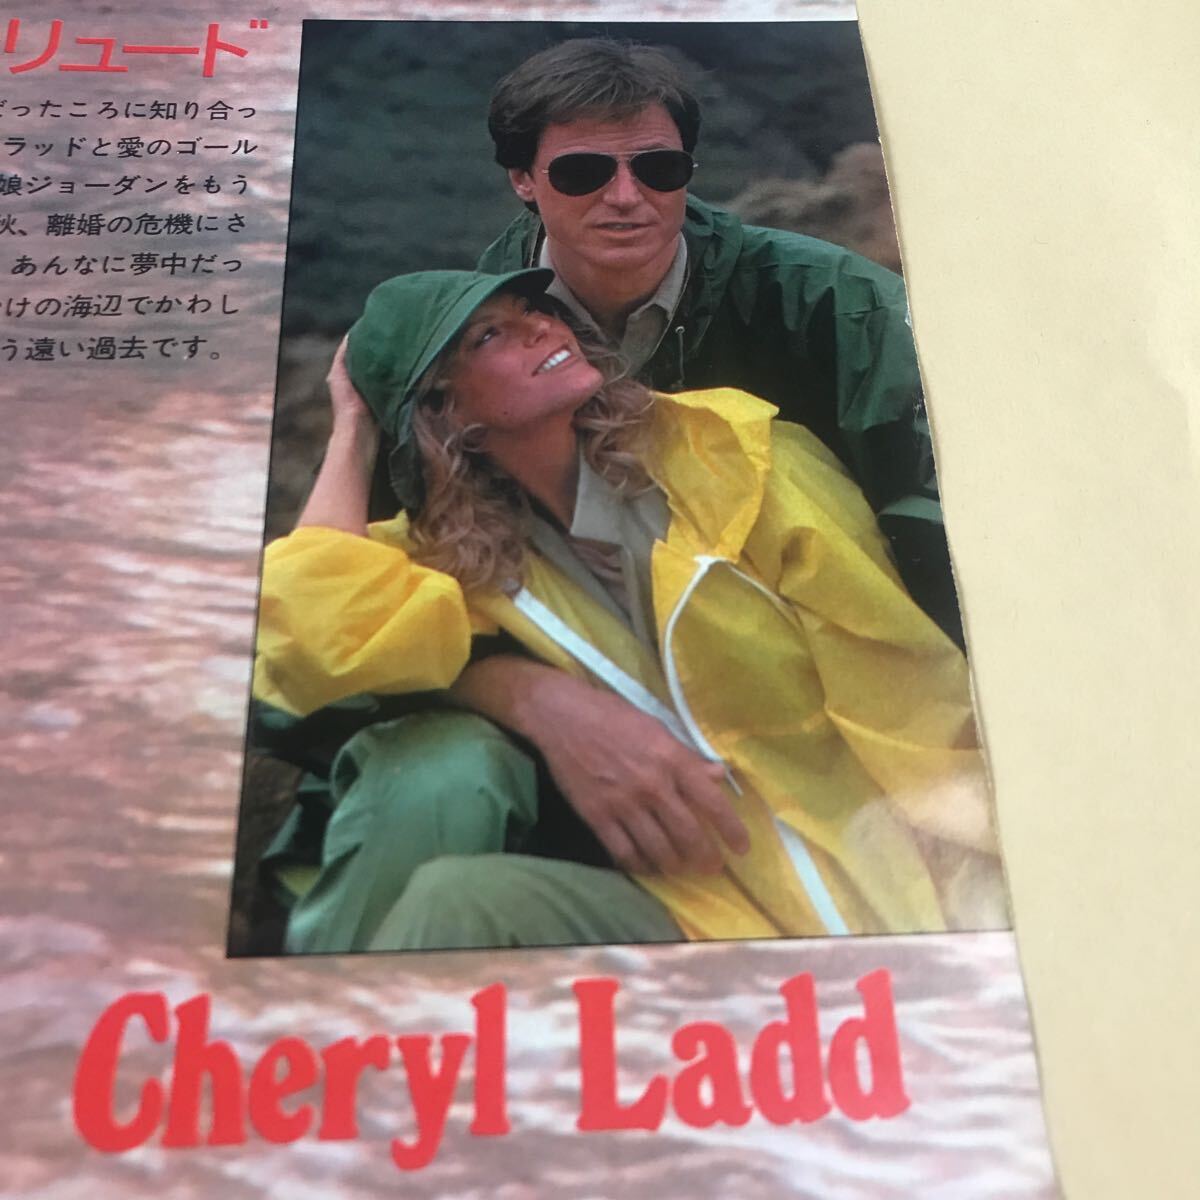 リュード
だったころに知り合っ
ラッドと愛のゴール
娘ジョーダンをもう
秋、離婚の危機にさ
あんなに夢中だっ
けの海辺でかわし
う遠い過去です。
Cheryl Ladd